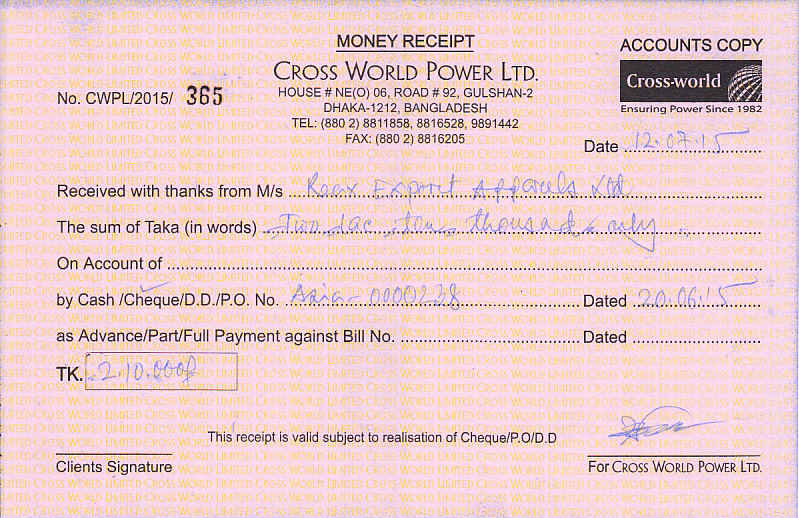 MONEY RECEIPT
ACCOUNTS COPY
CROSS WORLD POWER LTD.
Cross-world
Ensuring Power Since 1982
No. CWPL/2015/ 365
HOUSE # NE(O) 06, ROAD # 92, GULSHAN-2
DHAKA-1212, BANGLADESH
TEL: (880 2) 8811858, 8816528, 9891442
FAX: (880 2) 8816205
Date 12.07.15
Received with thanks from M/s Export Apparels Ltd
The sum of Taka (in words) Two lac ten thousand only
On Account of
by Cash /Cheque/D.D./P.O. No. Asia-0000228 Dated 20.06.15
as Advance/Part/Full Payment against Bill No. Dated
TK. 2.10.000/
This receipt is valid subject to realisation of Cheque/P.O/D.D
Clients Signature
For CROSS WORLD POWER LTD.